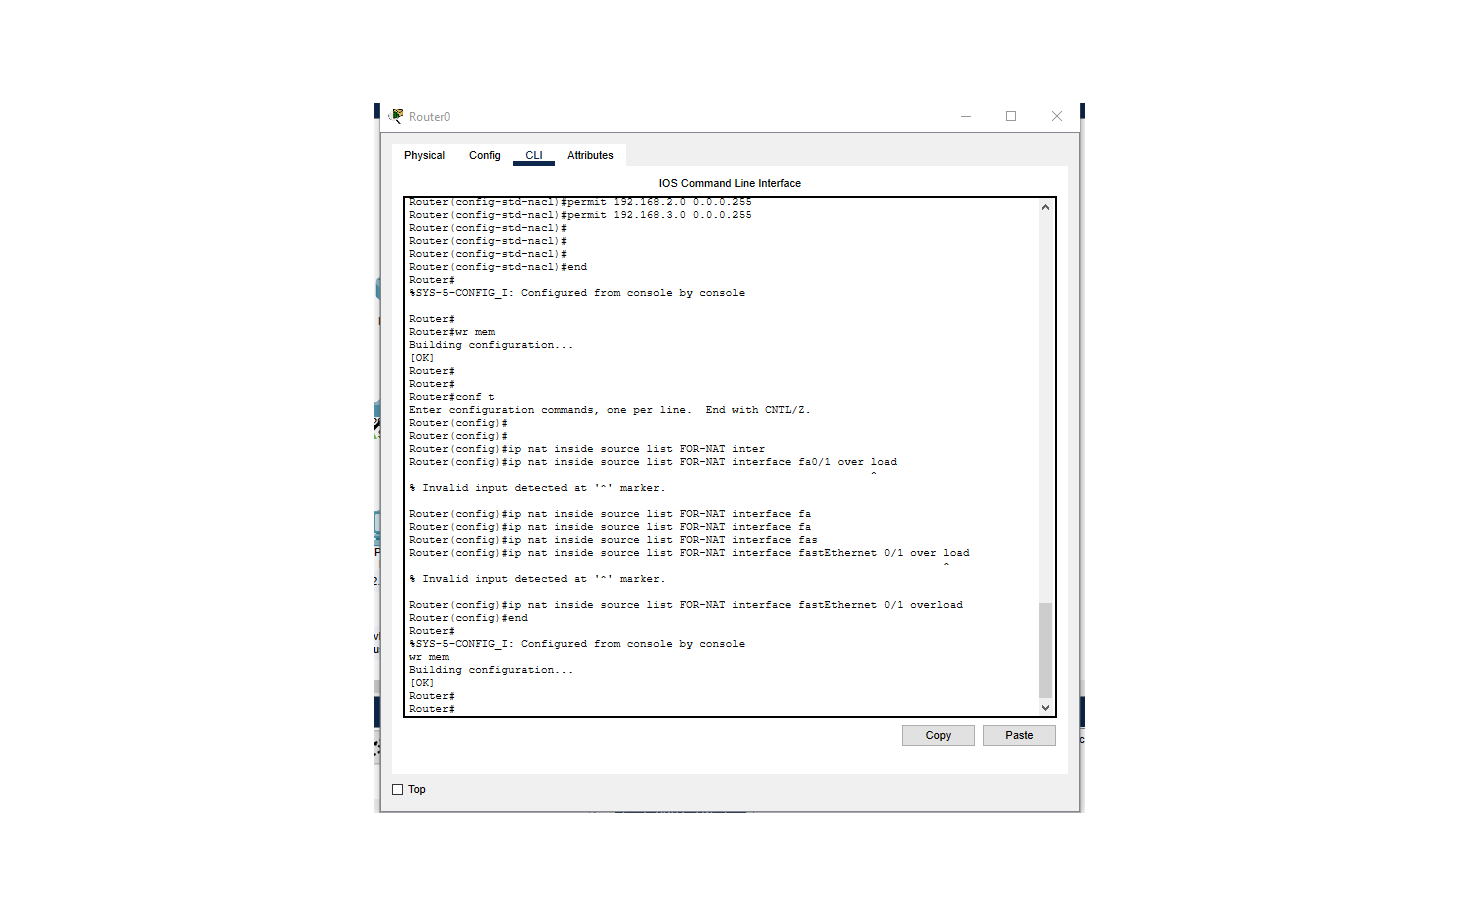 Router0
Physical Config CLI Attributes
IOS Command Line Interface
Router(config-std-nacl)#permit 192.168.2.0 0.0.0.255
Router(config-std-nacl)#permit 192.168.3.0 0.0.0.255
Router(config-std-nacl)#
Router(config-std-nacl)#
Router(config-std-nacl)#
Router(config-std-nacl)#end
Router#
%SYS-5-CONFIG_I: Configured from console by console
Router#
Router#wr mem
Building configuration...
[OK]
Router#
Router#
Router#conf t
Enter configuration commands, one per line.  End with CNTL/Z.
Router(config)#
Router(config)#
Router(config)#ip nat inside source list FOR-NAT inter
Router(config)#ip nat inside source list FOR-NAT interface fa0/1 over load
^
% Invalid input detected at '^' marker.
Router(config)#ip nat inside source list FOR-NAT interface fa
Router(config)#ip nat inside source list FOR-NAT interface fa
Router(config)#ip nat inside source list FOR-NAT interface fas
Router(config)#ip nat inside source list FOR-NAT interface fastEthernet 0/1 over load
^
% Invalid input detected at '^' marker.
Router(config)#ip nat inside source list FOR-NAT interface fastEthernet 0/1 overload
Router(config)#end
Router#
%SYS-5-CONFIG_I: Configured from console by console
wr mem
Building configuration...
[OK]
Router#
Router#
Copy Paste
Top